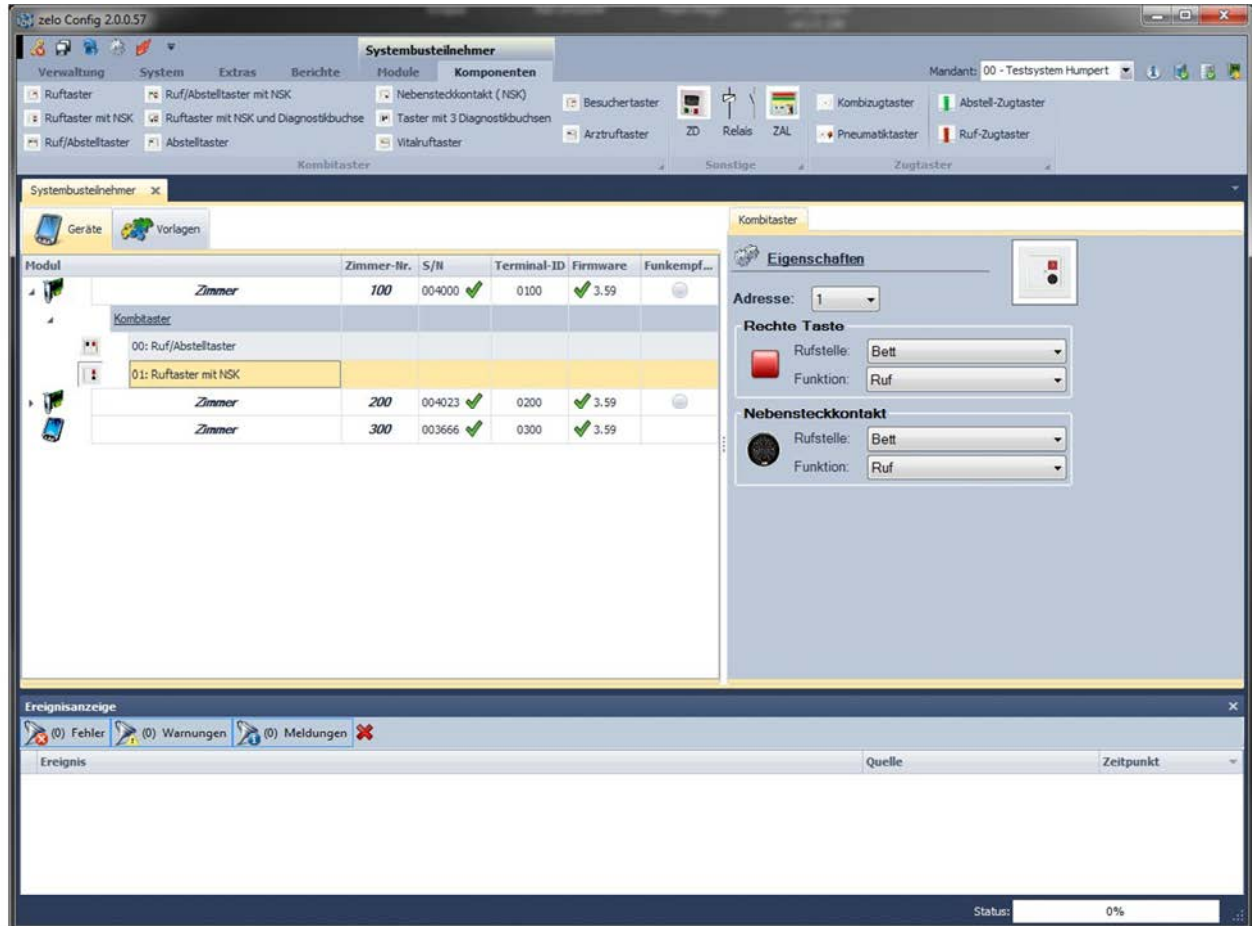 zelo Config 2.0.0.57
Systembusteilnehmer
Verwaltung System Extras Berichte Module Komponenten
Mandant: 00 - Testsystem Humpert
Ruftaster Ruf/Abstelltaster mit NSK Nebensteckkontakt ( NSK)
Ruftaster mit NSK Ruftaster mit NSK und Diagnostikbuchse Taster mit 3 Diagnostikbuchsen
Ruf/Abstelltaster Abstelltaster Vitalruftaster
Besuchertaster
Arztruftaster
ZD Relais ZAL
Kombizugtaster Abstell-Zugtaster
Pneumatiktaster Ruf-Zugtaster
Kombitaster Sonstige Zugtaster
Systembusteilnehmer
Geräte Vorlagen
Modul Zimmer-Nr. S/N Terminal-ID Firmware Funkempf...
Zimmer 100 004000 0100 3.59
Kombitaster
00: Ruf/Abstelltaster
01: Ruftaster mit NSK
Zimmer 200 004023 0200 3.59
Zimmer 300 003666 0300 3.59
Kombitaster
Eigenschaften
Adresse: 1
Rechte Taste
Rufstelle: Bett
Funktion: Ruf
Nebensteckkontakt
Rufstelle: Bett
Funktion: Ruf
Ereignisanzeige
(0) Fehler (0) Warnungen (0) Meldungen
Ereignis Quelle Zeitpunkt
Status: 0%